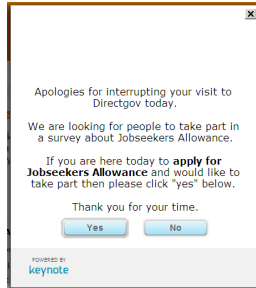 Apologies for interrupting your visit to
Directgov today.
We are looking for people to take part in
a survey about Jobseekers Allowance.
If you are here today to apply for
Jobseekers Allowance and would like to
take part then please click "yes" below.
Thank you for your time.
Yes No
POWERED BY
keynote